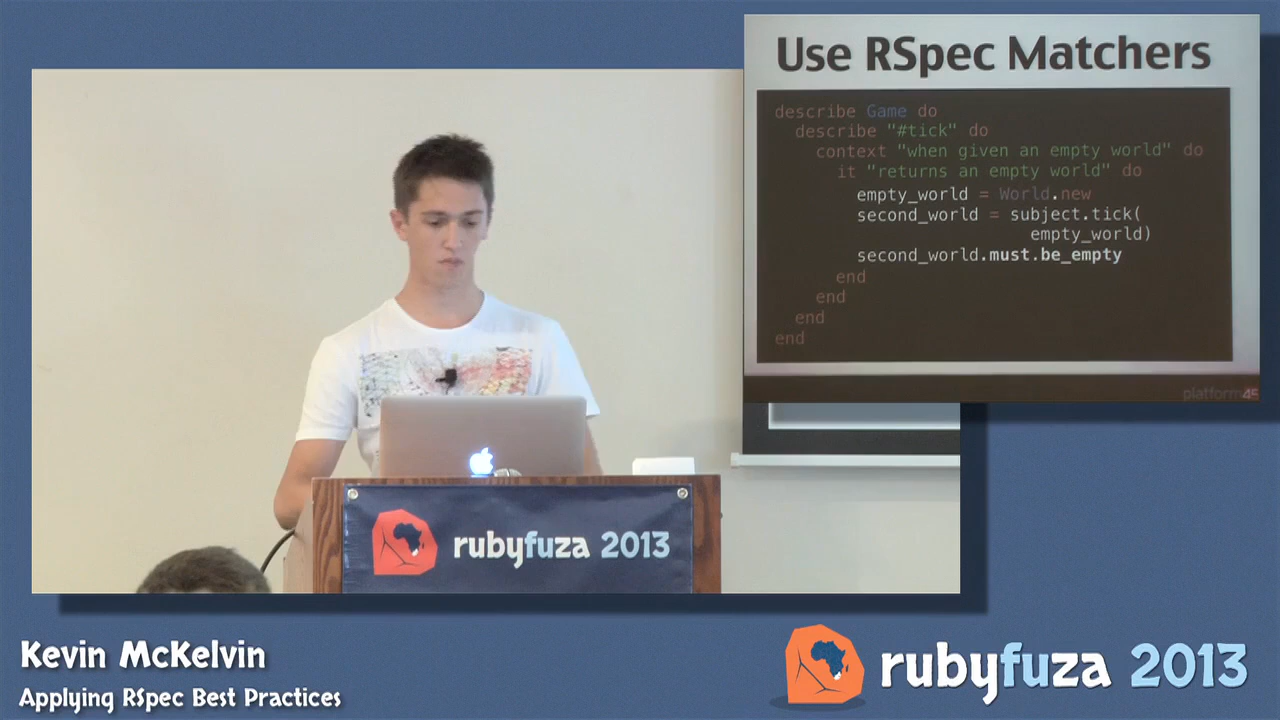 Use RSpec Matchers
describe Game do
describe "#tick" do
context "when given an empty world" do
it "returns an empty world" do
empty_world = World.new
second_world = subject.tick(
empty_world)
second_world.must.be_empty
end
end
end
end
platform45
rubyfuza 2013
Kevin McKelvin
Applying RSpec Best Practices
rubyfuza 2013